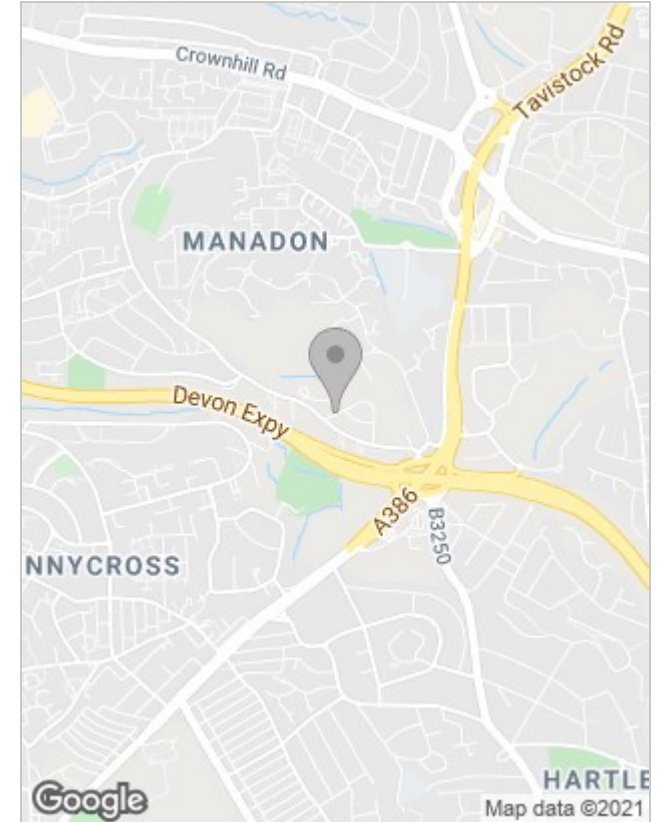 Crownhill Rd
Tavistock Rd
MANADON
Devon Expy
A386
B3250
NNYCROSS
HARTLE
Google
Map data ©2021